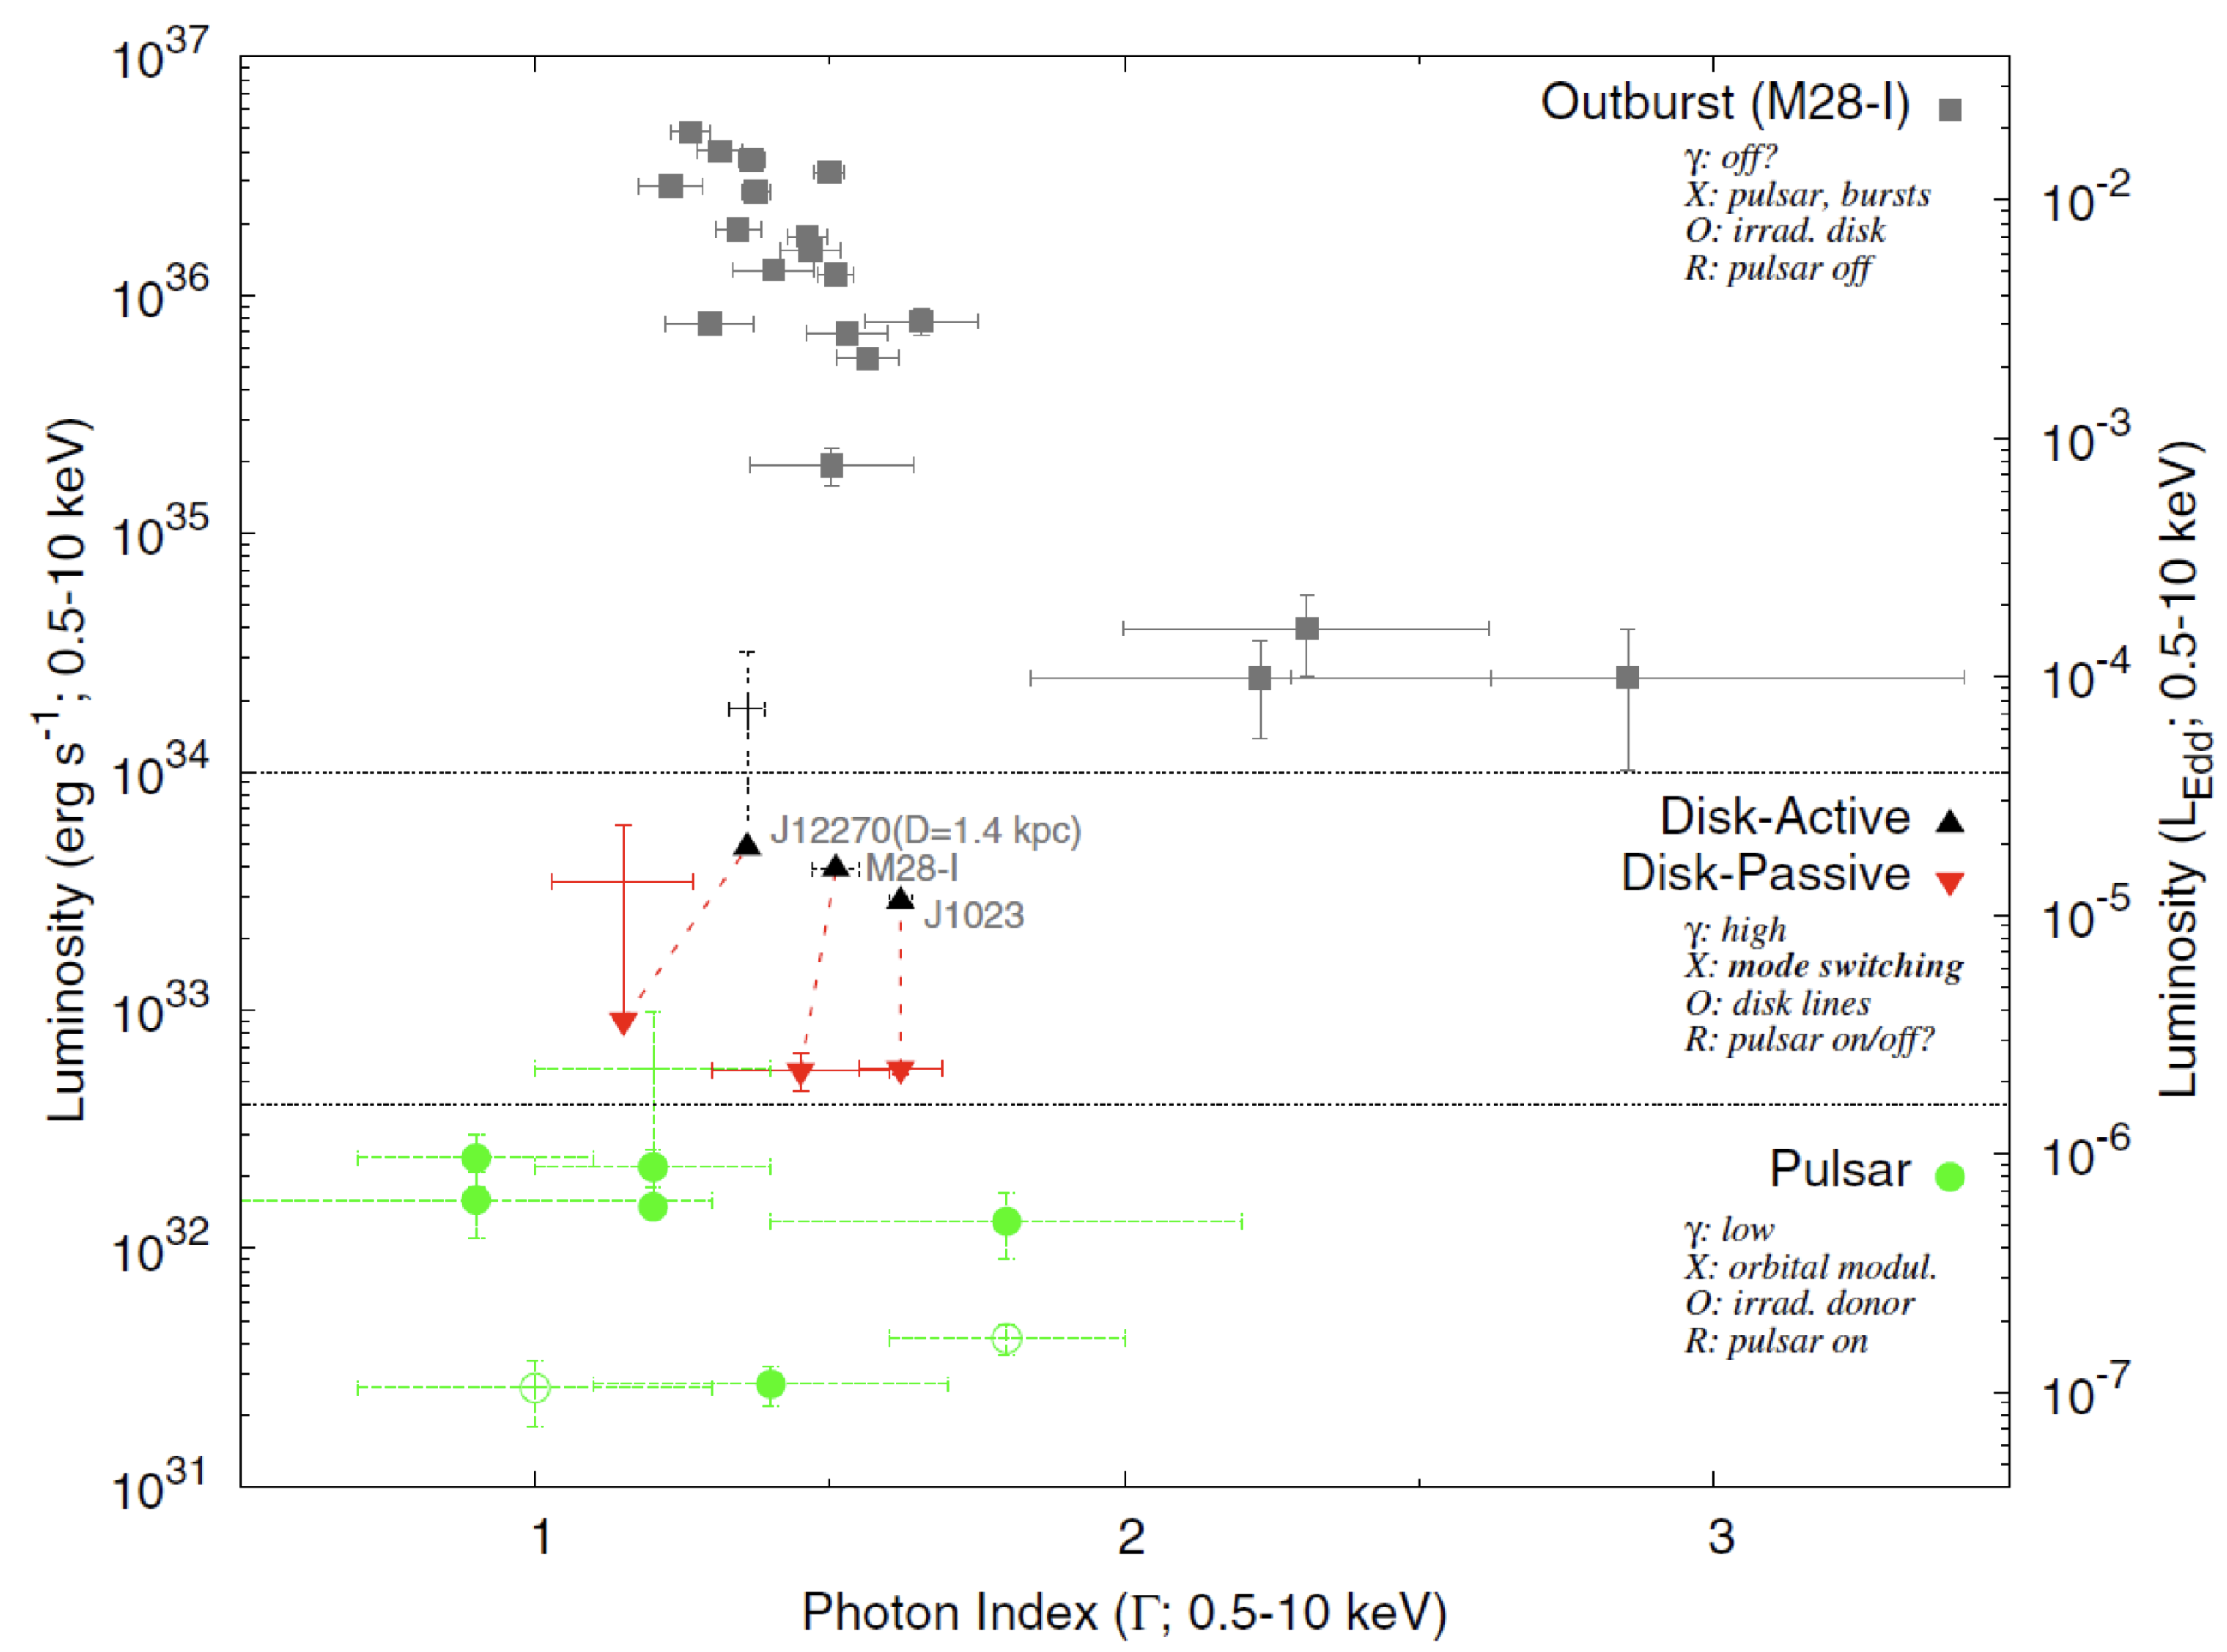 10^37
10^36
10^35
10^34
10^33
10^32
10^31
Luminosity (erg s^-1; 0.5-10 keV)
Outburst (M28-I)
γ: off?
X: pulsar, bursts
O: irrad. disk
R: pulsar off
J12270(D=1.4 kpc)
M28-I
J1023
Disk-Active
Disk-Passive
γ: high
X: mode switching
O: disk lines
R: pulsar on/off?
Pulsar
γ: low
X: orbital modul.
O: irrad. donor
R: pulsar on
10^-2
10^-3
10^-4
10^-5
10^-6
10^-7
Luminosity (L_Edd; 0.5-10 keV)
1 2 3
Photon Index (Γ; 0.5-10 keV)